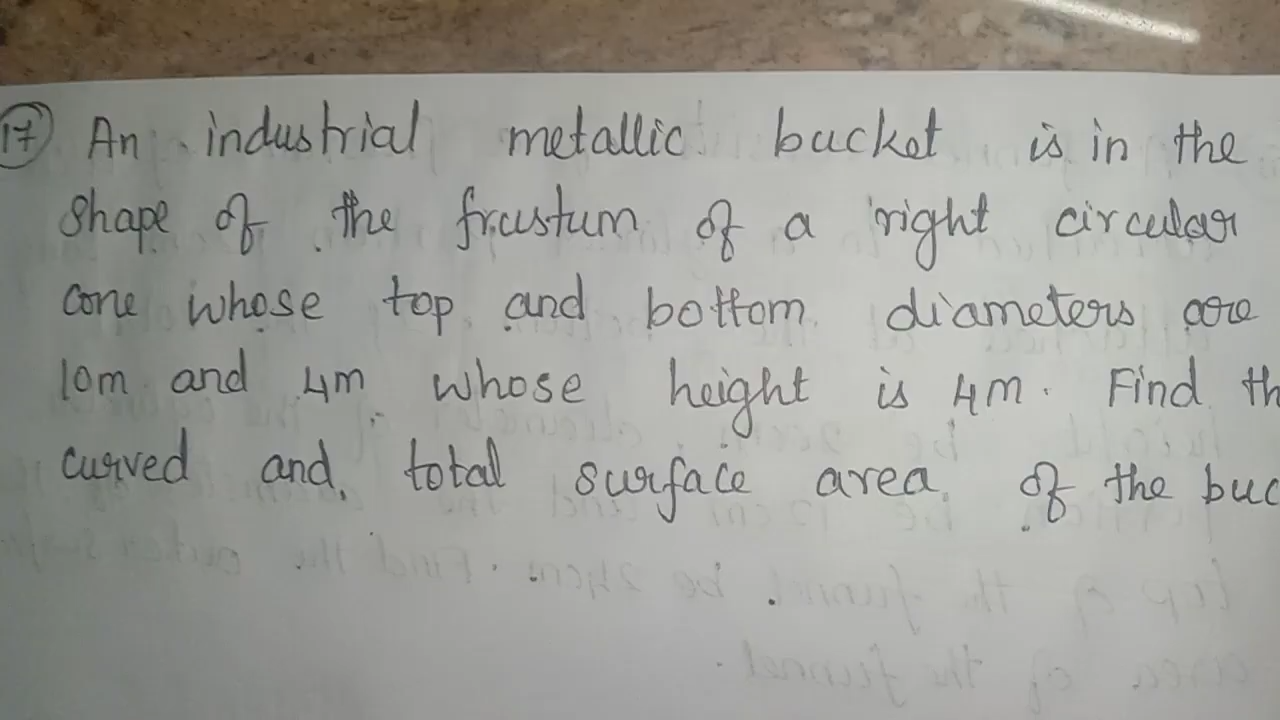 17 An industrial metallic bucket is in the
shape of the frustum of a right circular
cone whose top and bottom diameters are
10m and 4m whose height is 4m. Find th
curved and total surface area of the buc